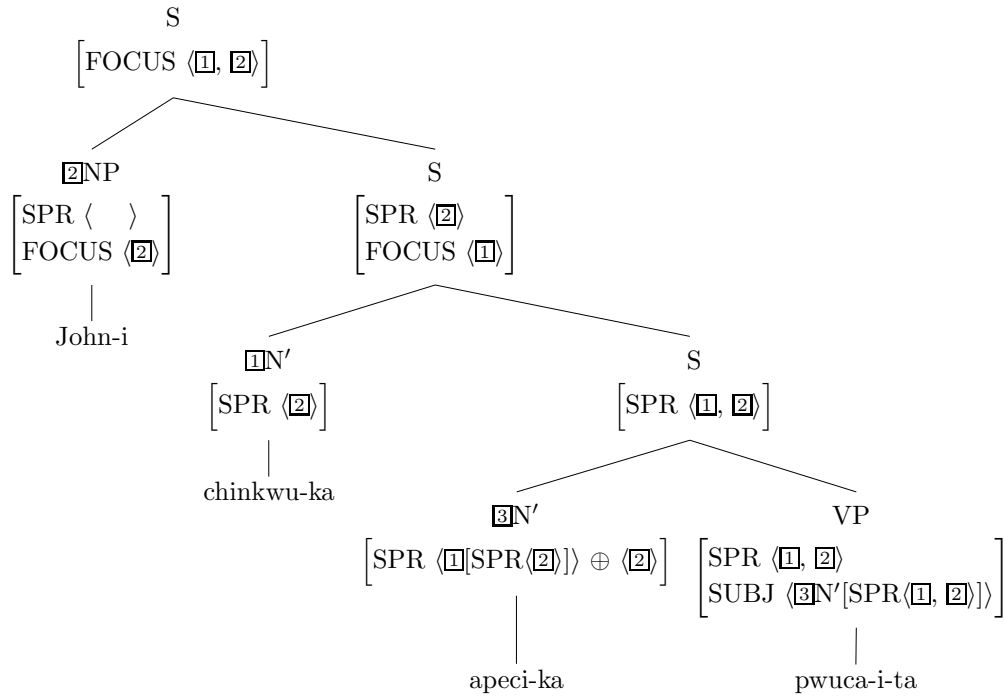 S
[FOCUS ⟨1, 2⟩]
2NP S
[SPR ⟨ ⟩ [SPR ⟨2⟩
FOCUS ⟨2⟩] FOCUS ⟨1⟩]
John-i
1N′ S
[SPR ⟨2⟩] [SPR ⟨1, 2⟩]
chinkwu-ka
3N′ VP
[SPR ⟨1[SPR⟨2⟩]⟩ ⊕ ⟨2⟩] [SPR ⟨1, 2⟩
SUBJ ⟨3N′[SPR⟨1, 2⟩]⟩]
apeci-ka pwuca-i-ta